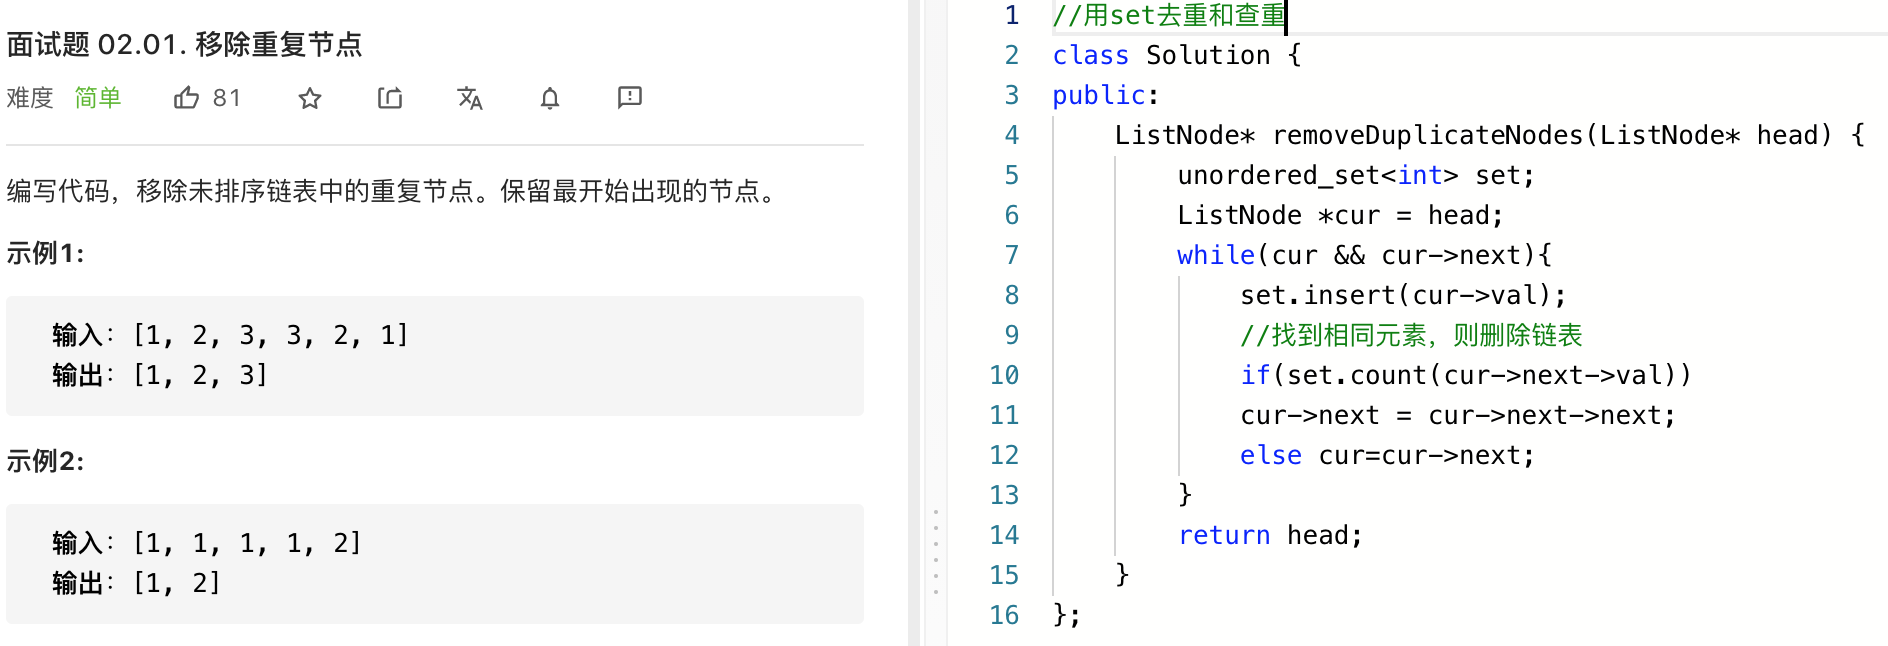 面试题 02.01. 移除重复节点
难度 简单 81
编写代码，移除未排序链表中的重复节点。保留最开始出现的节点。
示例1:
输入：[1, 2, 3, 3, 2, 1]
输出：[1, 2, 3]
示例2:
输入：[1, 1, 1, 1, 2]
输出：[1, 2]
1 //用set去重和查重
2 class Solution {
3 public:
4     ListNode* removeDuplicateNodes(ListNode* head) {
5         unordered_set<int> set;
6         ListNode *cur = head;
7         while(cur && cur->next){
8             set.insert(cur->val);
9             //找到相同元素，则删除链表
10             if(set.count(cur->next->val))
11             cur->next = cur->next->next;
12             else cur=cur->next;
13         }
14         return head;
15     }
16 };